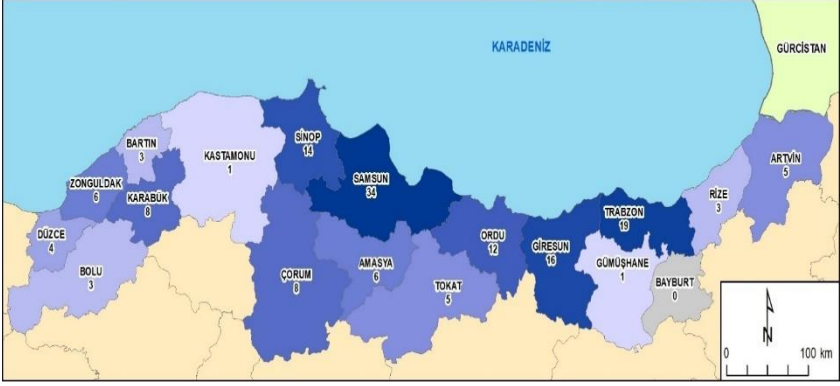 KARADENİZ
GÜRCİSTAN
BARTIN
3
KASTAMONU
1
SİNOP
14
SAMSUN
34
ZONGULDAK
6
KARABÜK
8
DÜZCE
4
BOLU
3
ÇORUM
8
AMASYA
6
TOKAT
5
ORDU
12
GİRESUN
16
TRABZON
19
GÜMÜŞHANE
1
BAYBURT
0
RİZE
3
ARTVİN
5
N
0 100 km